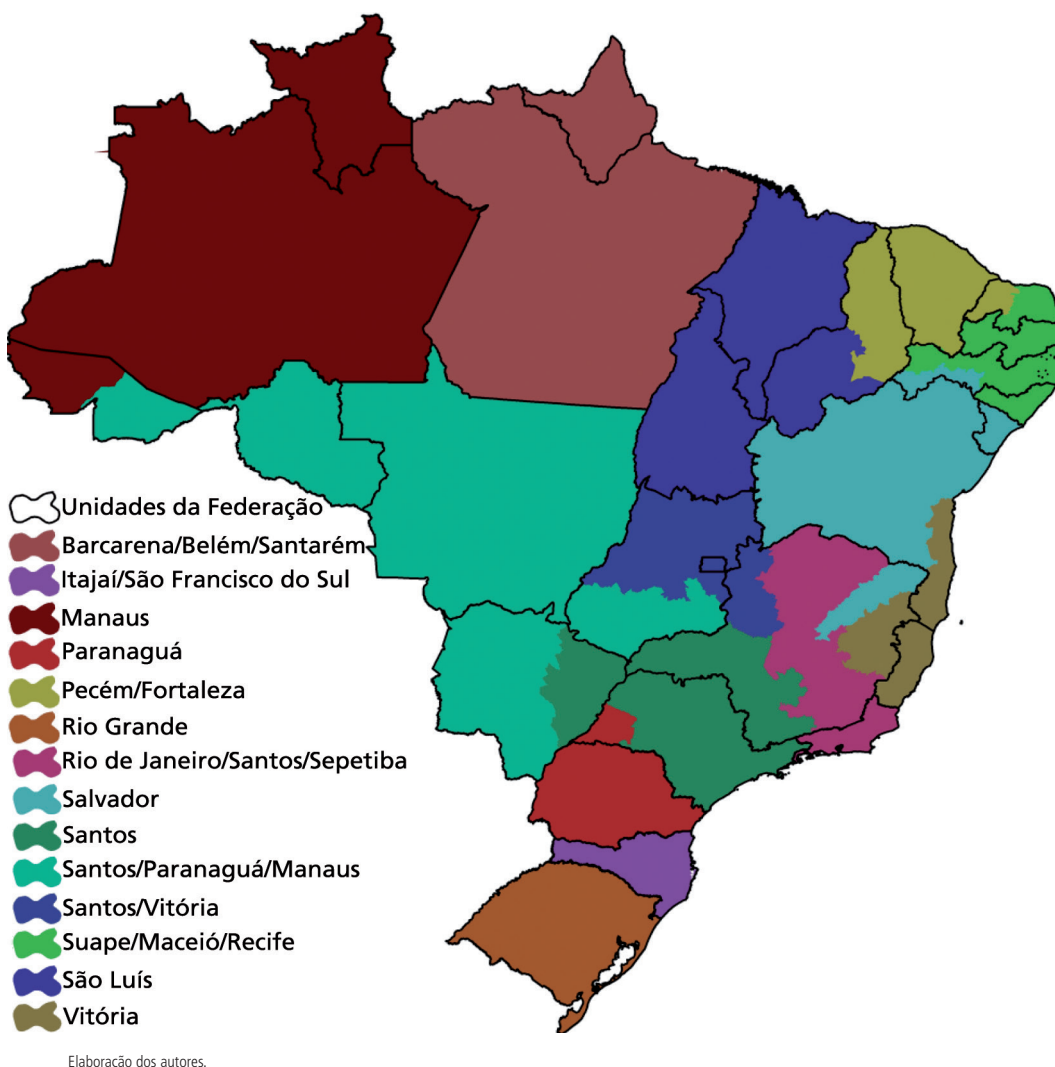 Unidades da Federação
Barcarena/Belém/Santarém
Itajaí/São Francisco do Sul
Manaus
Paranaguá
Pecém/Fortaleza
Rio Grande
Rio de Janeiro/Santos/Sepetiba
Salvador
Santos
Santos/Paranaguá/Manaus
Santos/Vitória
Suape/Maceió/Recife
São Luís
Vitória
Elaboração dos autores.